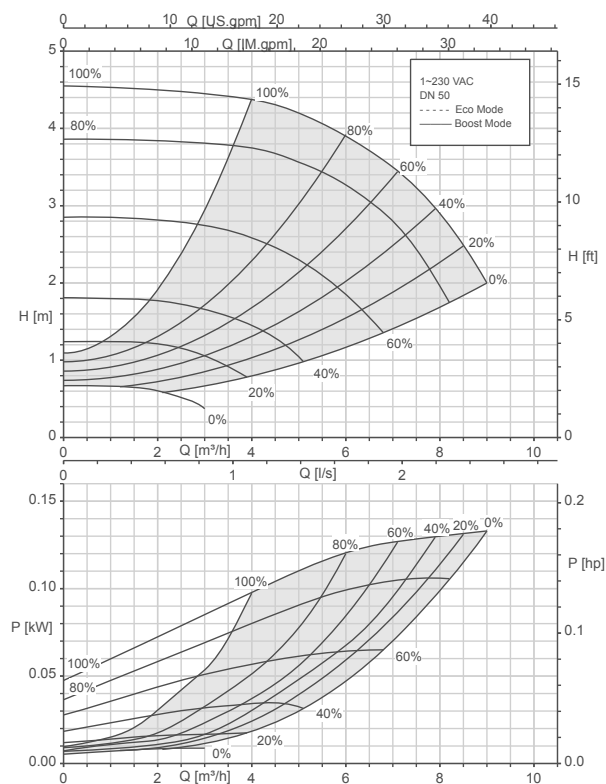 Q [US.gpm]
0 10 20 30 40
Q [IM.gpm]
0 10 20 30
5
4
3
2
H [m]
1
0
100%
80%
100%
80%
60%
40%
20%
0%
60%
40%
20%
0%
1~230 VAC
DN 50
Eco Mode
Boost Mode
15
10
H [ft]
5
0
0 2 4 6 8
Q [m³/h]
0 1 2
Q [l/s]
0.15
0.10
P [kW]
0.05
0.00
100%
80%
100%
80%
60%
40%
20%
0%
60%
40%
20%
0%
0.2
P [hp]
0.1
0.0
0 2 4 6 8
Q [m³/h]